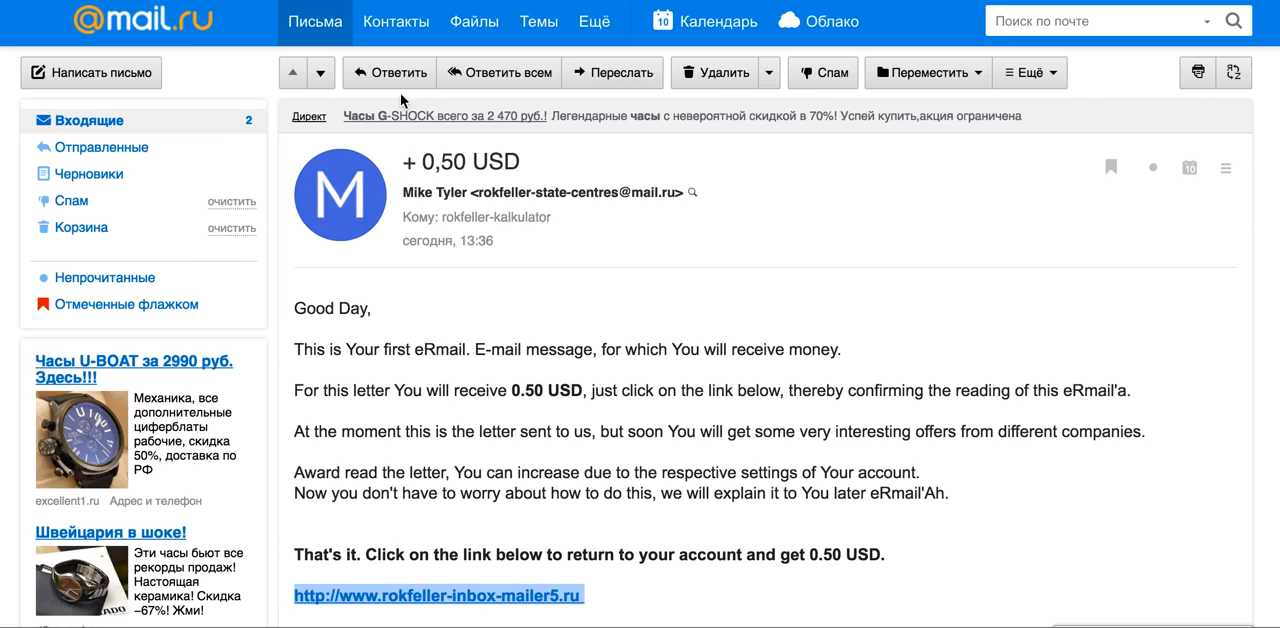 @mail.ru
Письма
Контакты
Файлы
Темы
Ещё
10
Календарь
Облако
Поиск по почте
Написать письмо
Ответить
Ответить всем
Переслать
Удалить
Спам
Переместить
Ещё
Входящие 2
Отправленные
Черновики
Спам очистить
Корзина очистить
Непрочитанные
Отмеченные флажком
Часы U-BOAT за 2990 руб.
Здесь!!!
Механика, все
дополнительные
циферблаты
рабочие, скидка
50%, доставка по
РФ
excellent1.ru Адрес и телефон
Швейцария в шоке!
Эти часы бьют все
рекорды продаж!
Настоящая
керамика! Скидка
–67%! Жми!
Директ Часы G-SHOCK всего за 2 470 руб.! Легендарные часы с невероятной скидкой в 70%! Успей купить,акция ограничена
M
+ 0,50 USD
10
Mike Tyler <rokfeller-state-centres@mail.ru>
Кому: rokfeller-kalkulator
сегодня, 13:36
Good Day,
This is Your first eRmail. E-mail message, for which You will receive money.
For this letter You will receive 0.50 USD, just click on the link below, thereby confirming the reading of this eRmail'a.
At the moment this is the letter sent to us, but soon You will get some very interesting offers from different companies.
Award read the letter, You can increase due to the respective settings of Your account.
Now you don't have to worry about how to do this, we will explain it to You later eRmail'Ah.
That's it. Click on the link below to return to your account and get 0.50 USD.
http://www.rokfeller-inbox-mailer5.ru